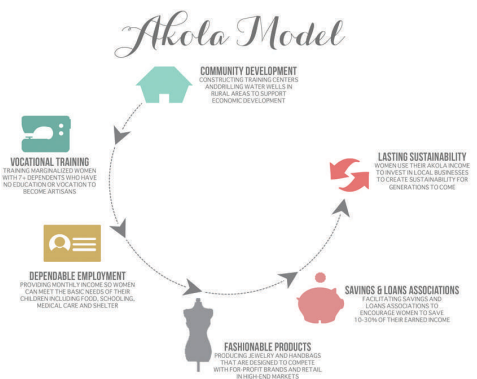 Akola Model
COMMUNITY DEVELOPMENT
CONSTRUCTING TRAINING CENTERS
ANDDRILLING WATER WELLS IN
RURAL AREAS TO SUPPORT
ECONOMIC DEVELOPMENT
VOCATIONAL TRAINING
TRAINING MARGINALIZED WOMEN
WITH 7+ DEPENDENTS WHO HAVE
NO EDUCATION OR VOCATION TO
BECOME ARTISANS
DEPENDABLE EMPLOYMENT
PROVIDING MONTHLY INCOME SO WOMEN
CAN MEET THE BASIC NEEDS OF THEIR
CHILDREN INCLUDING FOOD, SCHOOLING,
MEDICAL CARE AND SHELTER
FASHIONABLE PRODUCTS
PRODUCING JEWELRY AND HANDBAGS
THAT ARE DESIGNED TO COMPETE
WITH FOR-PROFIT BRANDS AND RETAIL
IN HIGH-END MARKETS
SAVINGS & LOANS ASSOCIATIONS
FACILITATING SAVINGS AND
LOANS ASSOCIATIONS TO
ENCOURAGE WOMEN TO SAVE
10-30% OF THEIR EARNED INCOME
LASTING SUSTAINABILITY
WOMEN USE THEIR AKOLA INCOME
TO INVEST IN LOCAL BUSINESSES
TO CREATE SUSTAINABILITY FOR
GENERATIONS TO COME